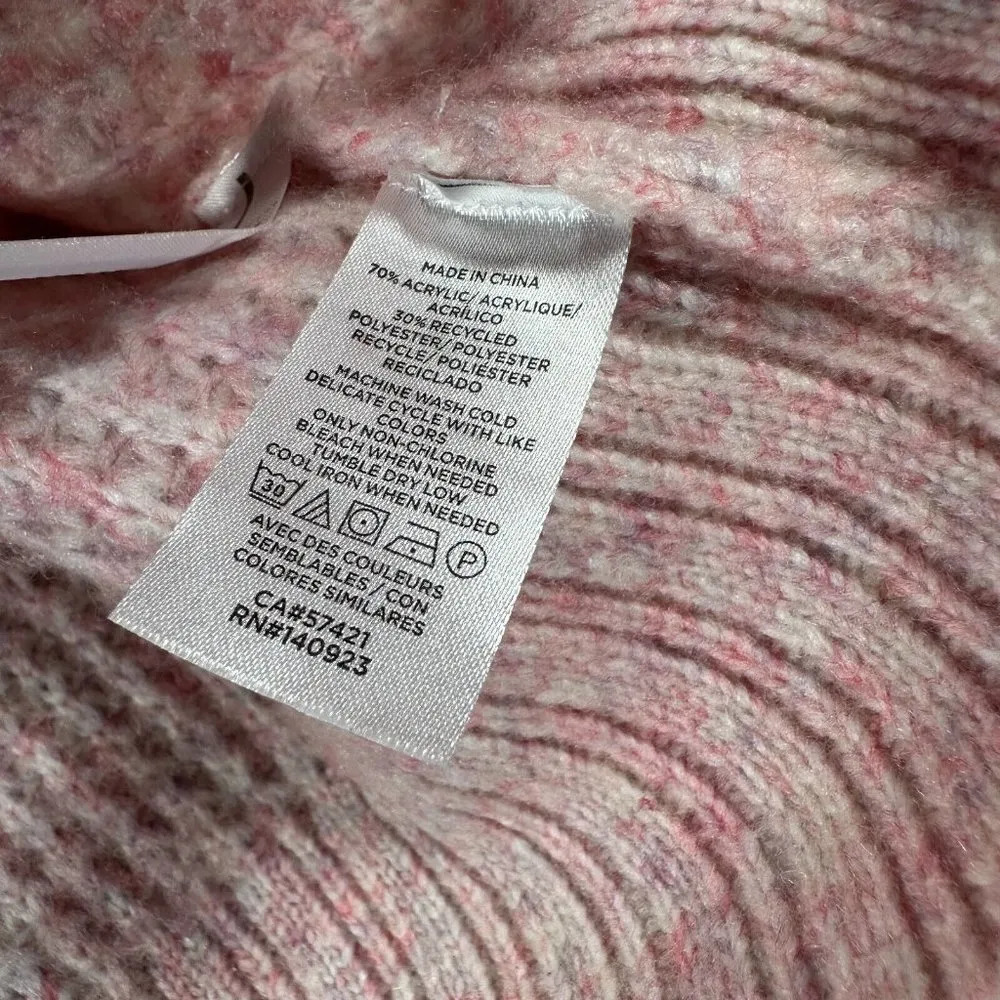 MADE IN CHINA
70% ACRYLIC/ ACRYLIQUE/
ACRÍLICO
30% RECYCLED
POLYESTER/ POLYESTER
RECYCLE/ POLIÉSTER
RECICLADO
MACHINE WASH COLD
DELICATE CYCLE WITH LIKE
COLORS
ONLY NON-CHLORINE
BLEACH WHEN NEEDED
TUMBLE DRY LOW
COOL IRON WHEN NEEDED
30 P
AVEC DES COULEURS
SEMBLABLES / CON
COLORES SIMILARES
CA#57421
RN#140923